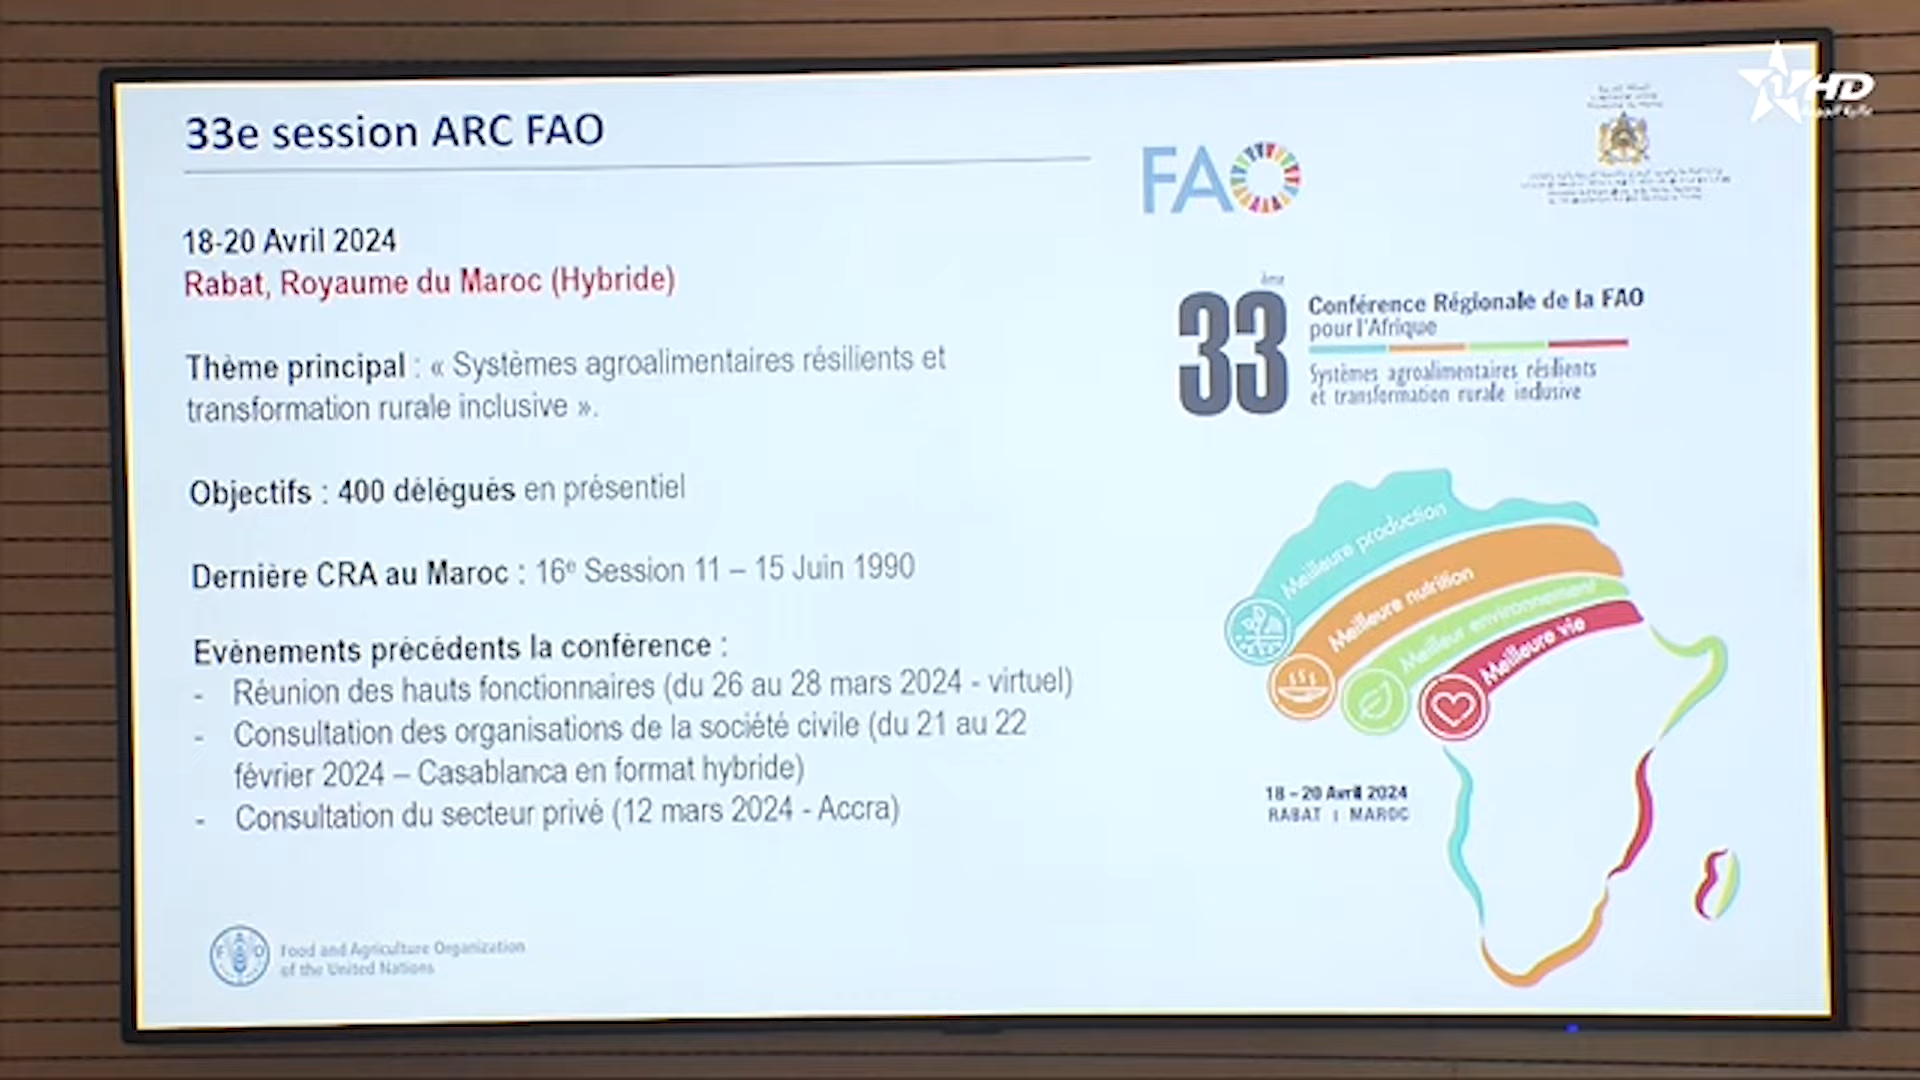 33e session ARC FAO
18-20 Avril 2024
Rabat, Royaume du Maroc (Hybride)
Thème principal : « Systèmes agroalimentaires résilients et
transformation rurale inclusive ».
Objectifs : 400 délégués en présentiel
Dernière CRA au Maroc : 16e Session 11 – 15 Juin 1990
Evènements précédents la conférence :
- Réunion des hauts fonctionnaires (du 26 au 28 mars 2024 - virtuel)
- Consultation des organisations de la société civile (du 21 au 22
février 2024 – Casablanca en format hybride)
- Consultation du secteur privé (12 mars 2024 - Accra)
Food and Agriculture Organization
of the United Nations
FAO
33 ème
Conférence Régionale de la FAO
pour l'Afrique
Systèmes agroalimentaires résilients
et transformation rurale inclusive
Meilleure production
Meilleure nutrition
Meilleur environnement
Meilleure vie
18 – 20 Avril 2024
RABAT | MAROC
HD